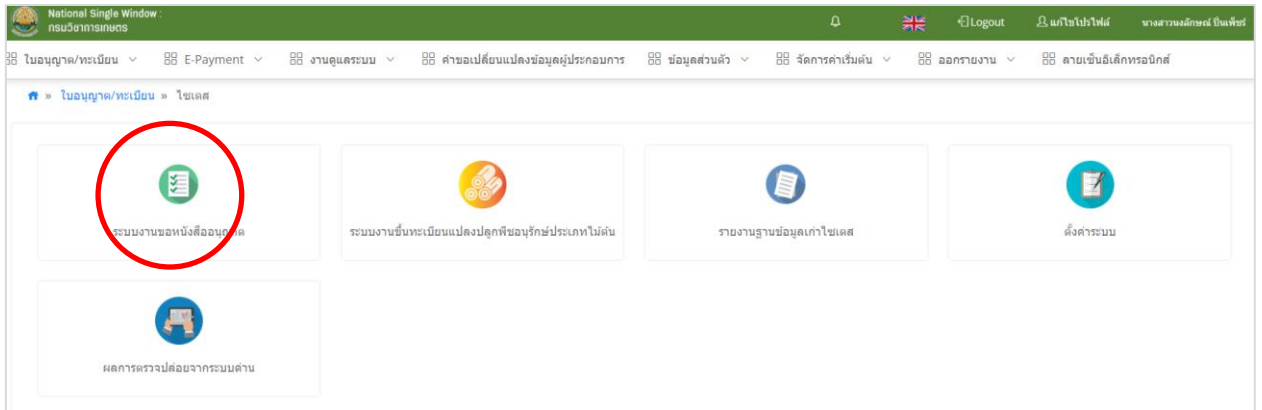 National Single Window :
กรมวิชาการเกษตร
Logout
แก้ไขโปรไฟล์
นางสาวนงลักษณ์ ปิ่นเพ็ชร์
ใบอนุญาต/ทะเบียน
E-Payment
งานดูแลระบบ
คำขอเปลี่ยนแปลงข้อมูลผู้ประกอบการ
ข้อมูลส่วนตัว
จัดการค่าเริ่มต้น
ออกรายงาน
ลายเซ็นอิเล็กทรอนิกส์
» ใบอนุญาต/ทะเบียน » ไซเตส
ระบบงานขอหนังสืออนุญาต
ระบบงานขึ้นทะเบียนแปลงปลูกพืชอนุรักษ์ประเภทไม้ต้น
รายงานฐานข้อมูลเก่าไซเตส
ตั้งค่าระบบ
ผลการตรวจปล่อยจากระบบด่าน